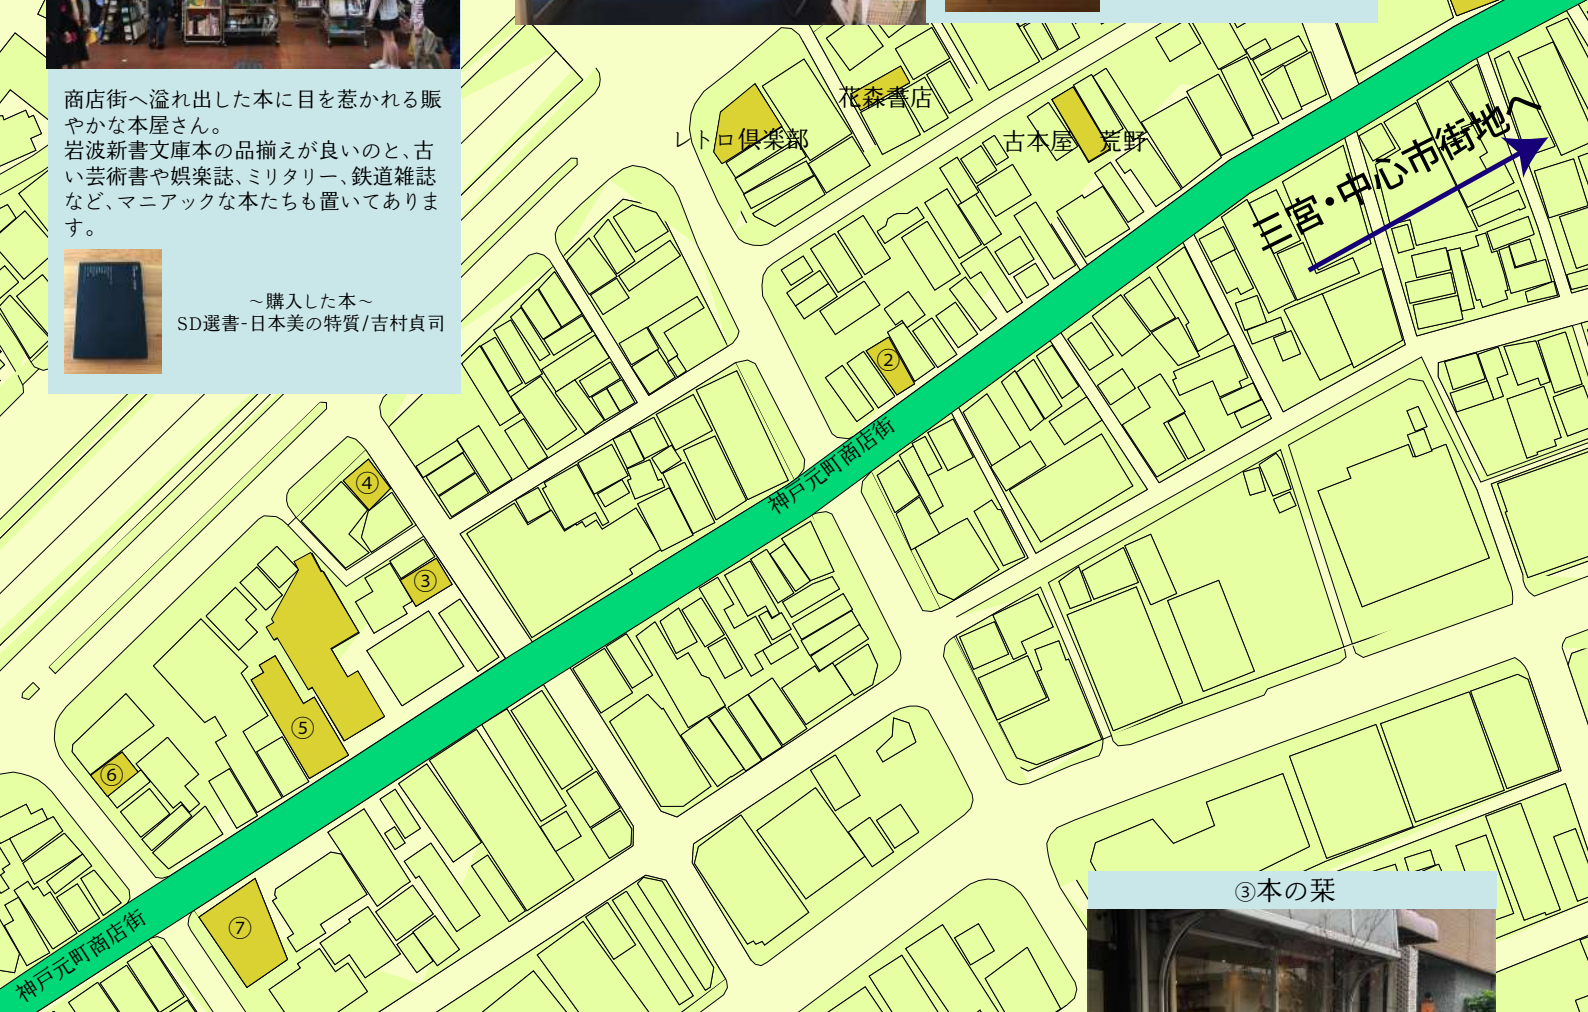 商店街へ溢れ出した本に目を惹かれる賑
やかな本屋さん。
岩波新書文庫本の品揃えが良いのと、古
い芸術書や娯楽誌、ミリタリー、鉄道雑誌
など、マニアックな本たちも置いてありま
す。
～購入した本～
SD選書-日本美の特質/吉村貞司
花森書店
レトロ倶楽部
古本屋 荒野
三宮・中心市街地へ
②
神戸元町商店街
④
③
⑤
⑥
⑦
神戸元町商店街
③本の栞